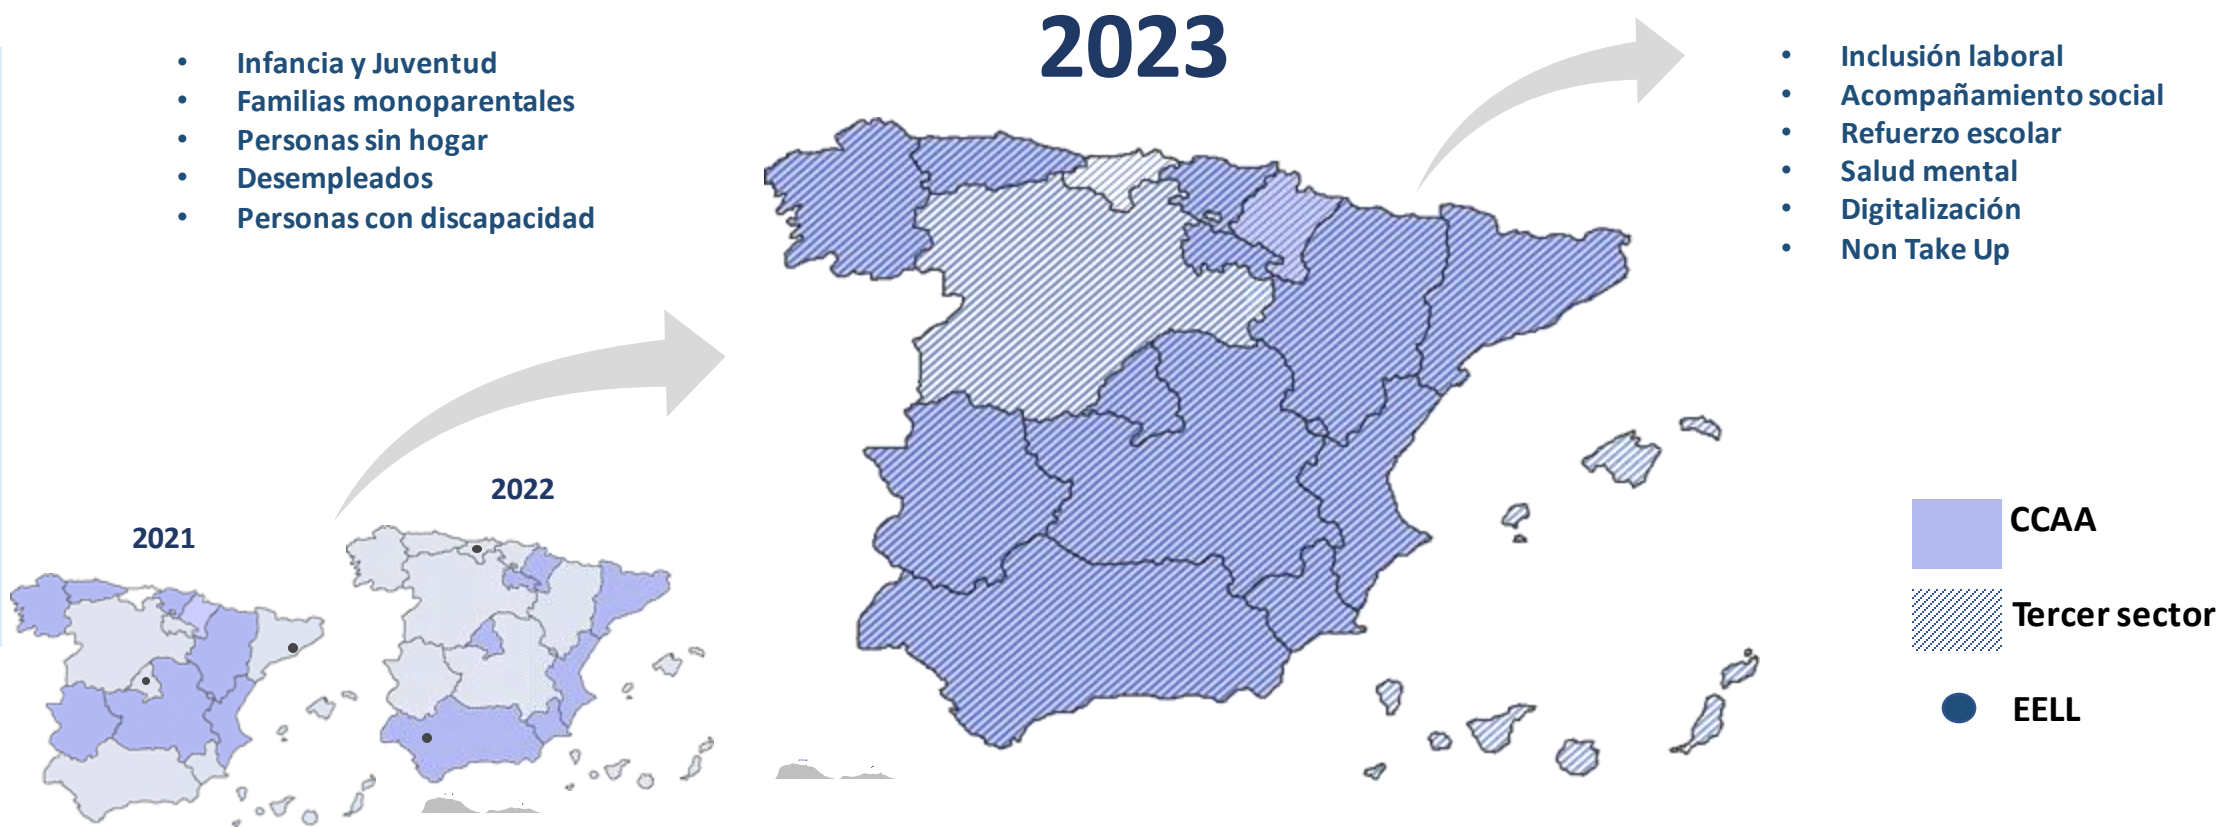 2023
• Infancia y Juventud
• Familias monoparentales
• Personas sin hogar
• Desempleados
• Personas con discapacidad
• Inclusión laboral
• Acompañamiento social
• Refuerzo escolar
• Salud mental
• Digitalización
• Non Take Up
2022
2021
CCAA
Tercer sector
EELL